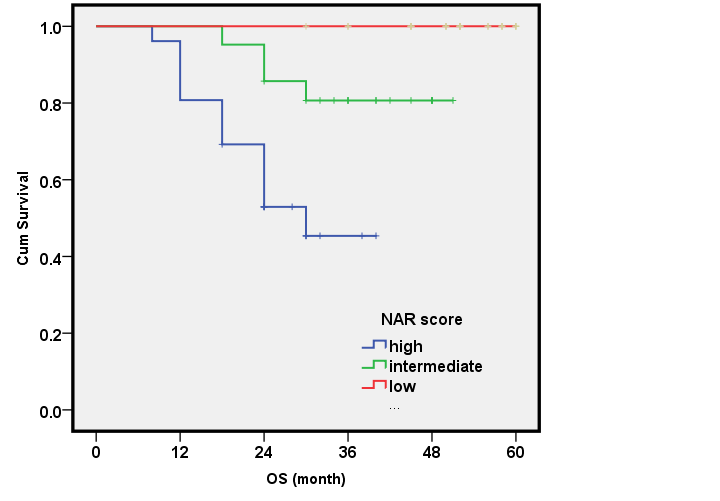 1.0
0.8
0.6
0.4
0.2
0.0
Cum Survival
NAR score
high
intermediate
low
...
0 12 24 36 48 60
OS (month)